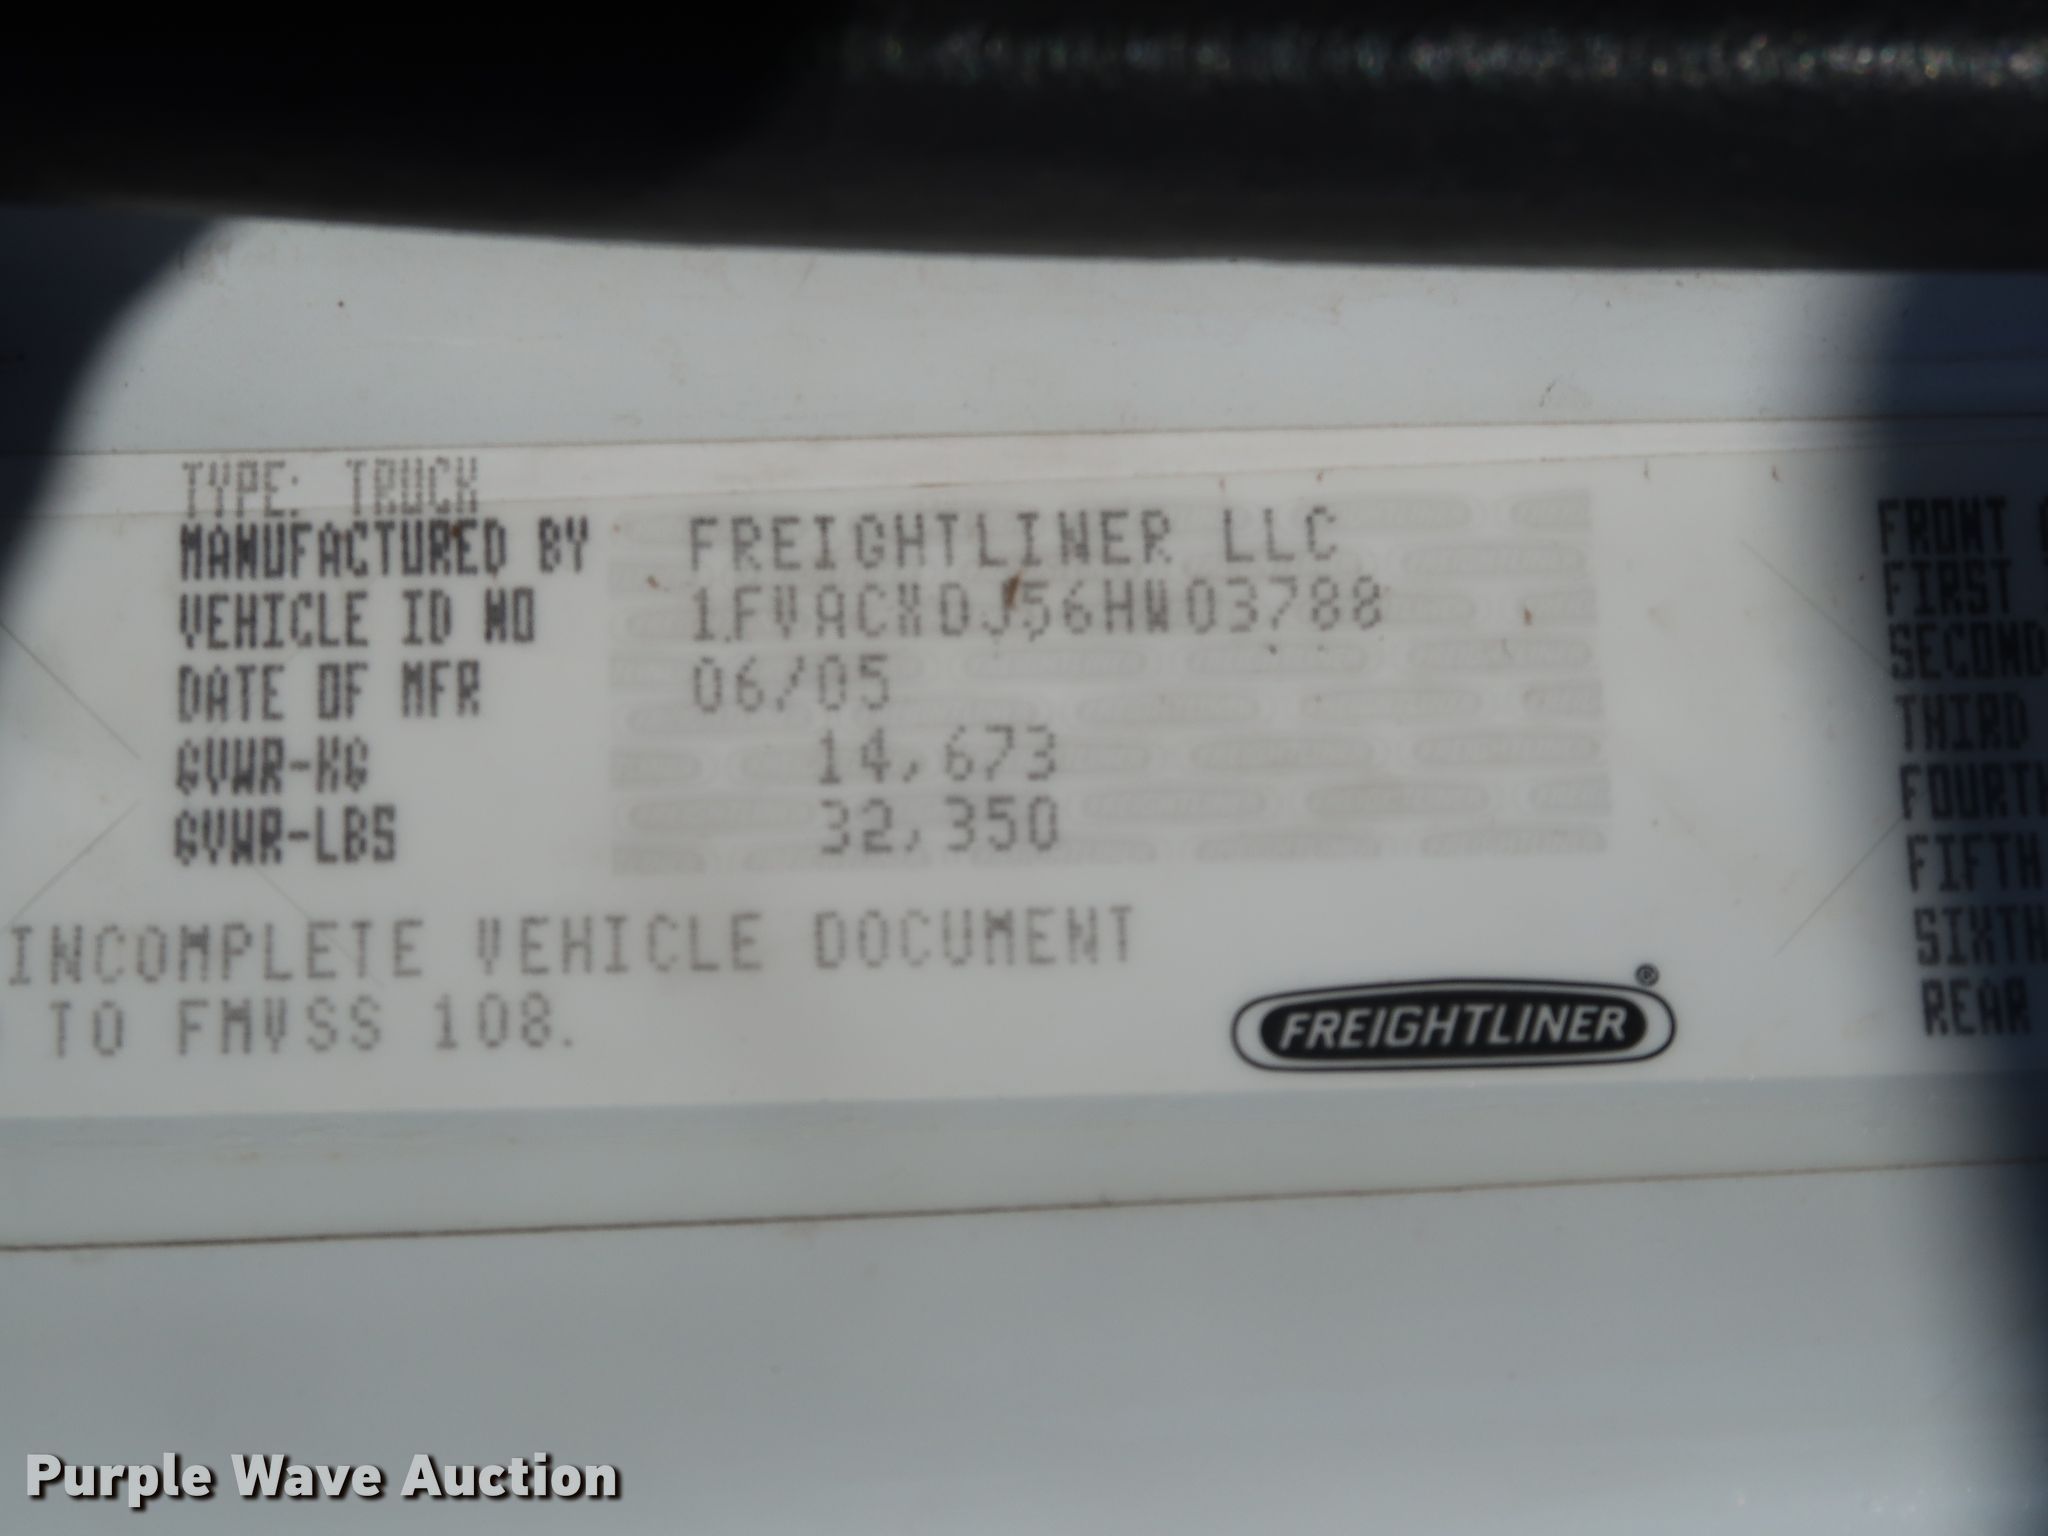 TYPE: TRUCK
MANUFACTURED BY FREIGHTLINER LLC
VEHICLE ID NO 1FVACXDJ56HW03788
DATE OF MFR 06/05
GVWR-KG 14,673
GVWR-LBS 32,350
INCOMPLETE VEHICLE DOCUMENT
TO FMVSS 108.
FREIGHTLINER®
FRONT
FIRST
SECOND
THIRD
FOURTH
FIFTH
SIXTH
REAR
Purple Wave Auction